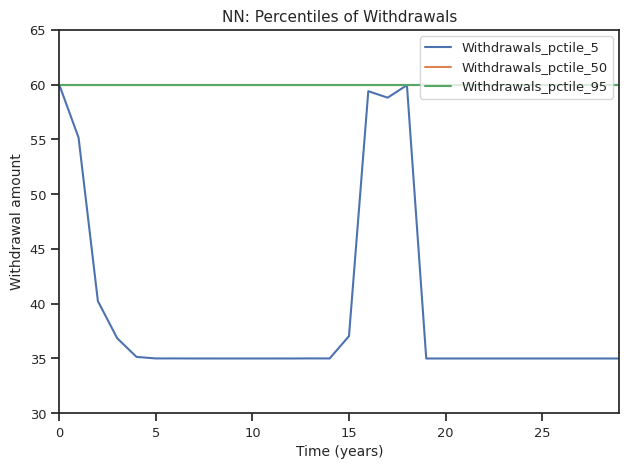 NN: Percentiles of Withdrawals
65
60
55
50
45
40
35
30
Withdrawal amount
Withdrawals_pctile_5
Withdrawals_pctile_50
Withdrawals_pctile_95
0 5 10 15 20 25
Time (years)